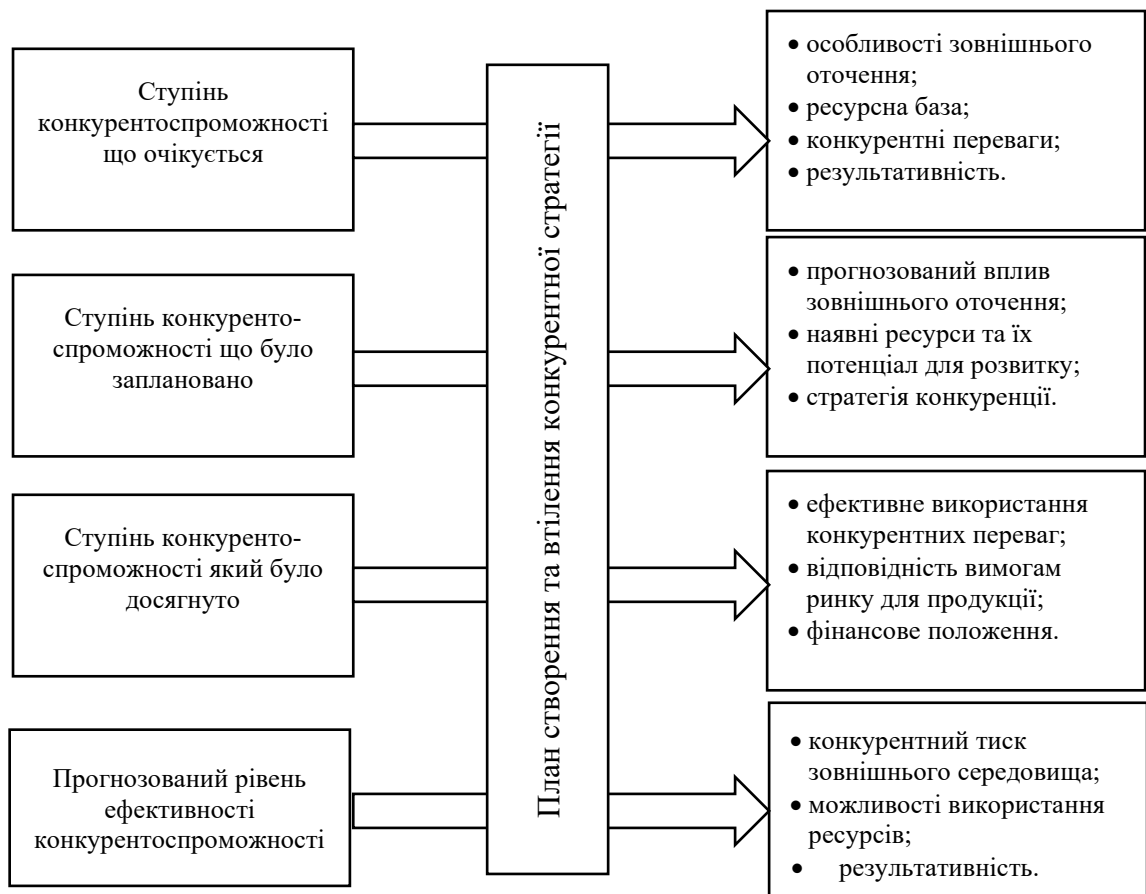 Ступінь
конкурентоспроможності
що очікується
• особливості зовнішнього
оточення;
• ресурсна база;
• конкурентні переваги;
• результативність.
План створення та втілення конкурентної стратегії
Ступінь конкуренто-
спроможності що було
заплановано
• прогнозований вплив
зовнішнього оточення;
• наявні ресурси та їх
потенціал для розвитку;
• стратегія конкуренції.
Ступінь конкуренто-
спроможності який було
досягнуто
• ефективне використання
конкурентних переваг;
• відповідність вимогам
ринку для продукції;
• фінансове положення.
Прогнозований рівень
ефективності
конкурентоспроможності
• конкурентний тиск
зовнішнього середовища;
• можливості використання
ресурсів;
• результативність.